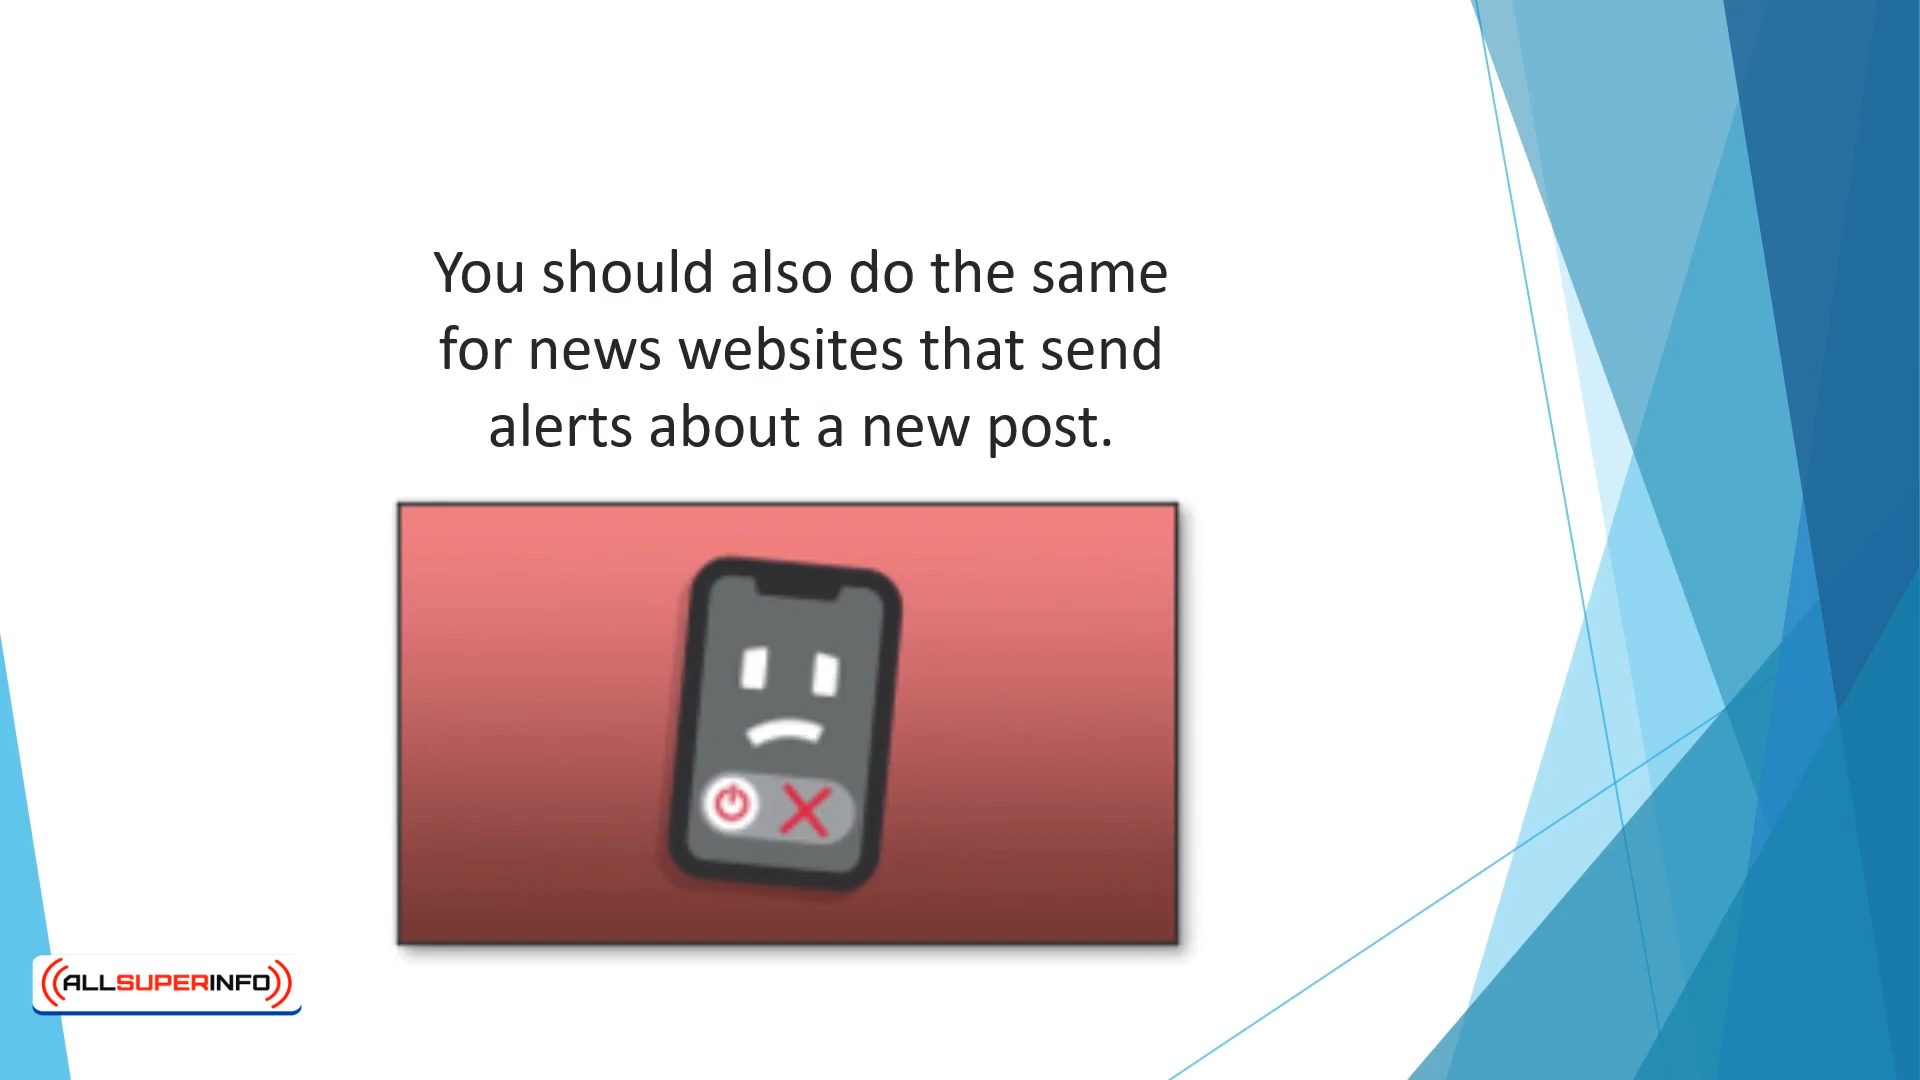 You should also do the same
for news websites that send
alerts about a new post.
ALLSUPERINFO